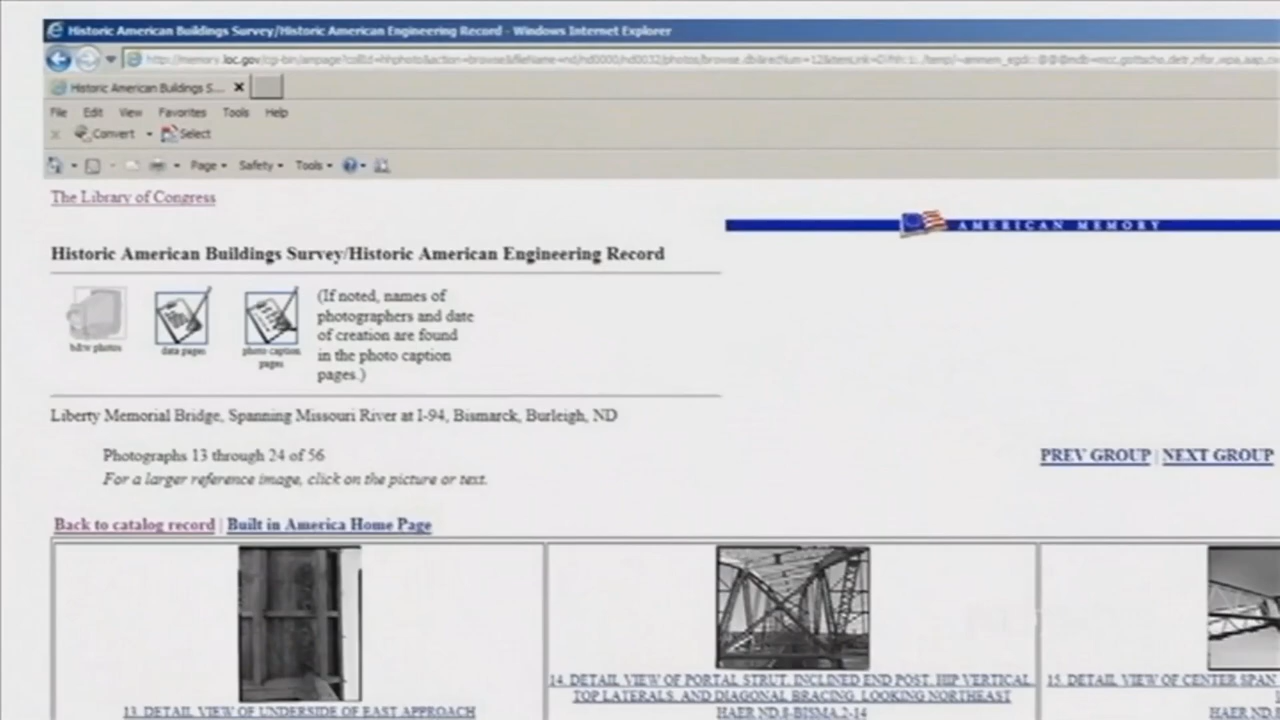 Historic American Buildings Survey/Historic American Engineering Record - Windows Internet Explorer
Historic American Buildings S...
File Edit View Favorites Tools Help
Convert Select
Page Safety Tools
The Library of Congress
AMERICAN MEMORY
Historic American Buildings Survey/Historic American Engineering Record
(If noted, names of
photographers and date
of creation are found
in the photo caption
pages.)
b&w photos data pages photo caption
pages
Liberty Memorial Bridge, Spanning Missouri River at I-94, Bismarck, Burleigh, ND
Photographs 13 through 24 of 56
PREV GROUP | NEXT GROUP
For a larger reference image, click on the picture or text.
Back to catalog record | Built in America Home Page
13. DETAIL VIEW OF UNDERSIDE OF EAST APPROACH
14. DETAIL VIEW OF PORTAL STRUT, INCLINED END POST, HIP VERTICAL,
TOP LATERALS, AND DIAGONAL BRACING, LOOKING NORTHEAST
HAER ND,8-BISMA,2-14
15. DETAIL VIEW OF CENTER SPAN
HAER ND,8